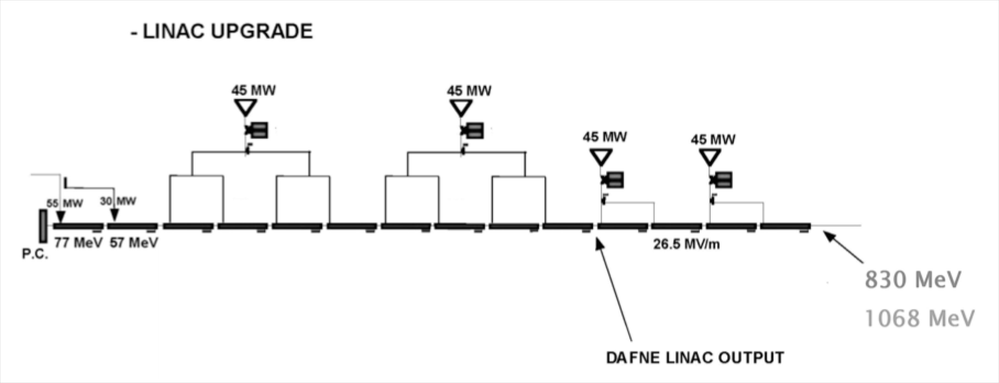 - LINAC UPGRADE
45 MW
45 MW
45 MW
45 MW
55 MW
30 MW
77 MeV
57 MeV
P.C.
26.5 MV/m
830 MeV
1068 MeV
DAFNE LINAC OUTPUT